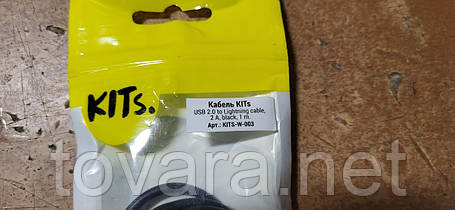 KITs.
Кабель KITs
USB 2.0 to Lightning cable,
2 A, black, 1 m.
Арт.: KITS-W-003
tovara.net